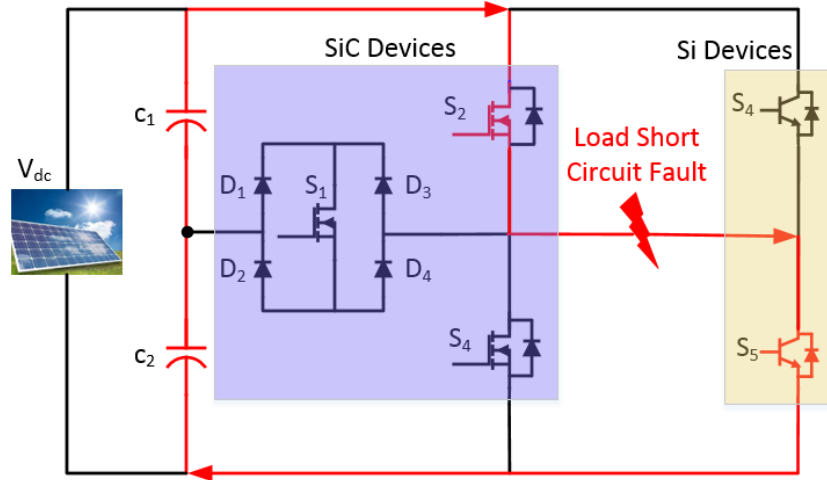 SiC Devices
Si Devices
C₁
S₂
S₄
Load Short
Circuit Fault
V_dc
D₁
S₁
D₃
D₂
D₄
C₂
S₄
S₅